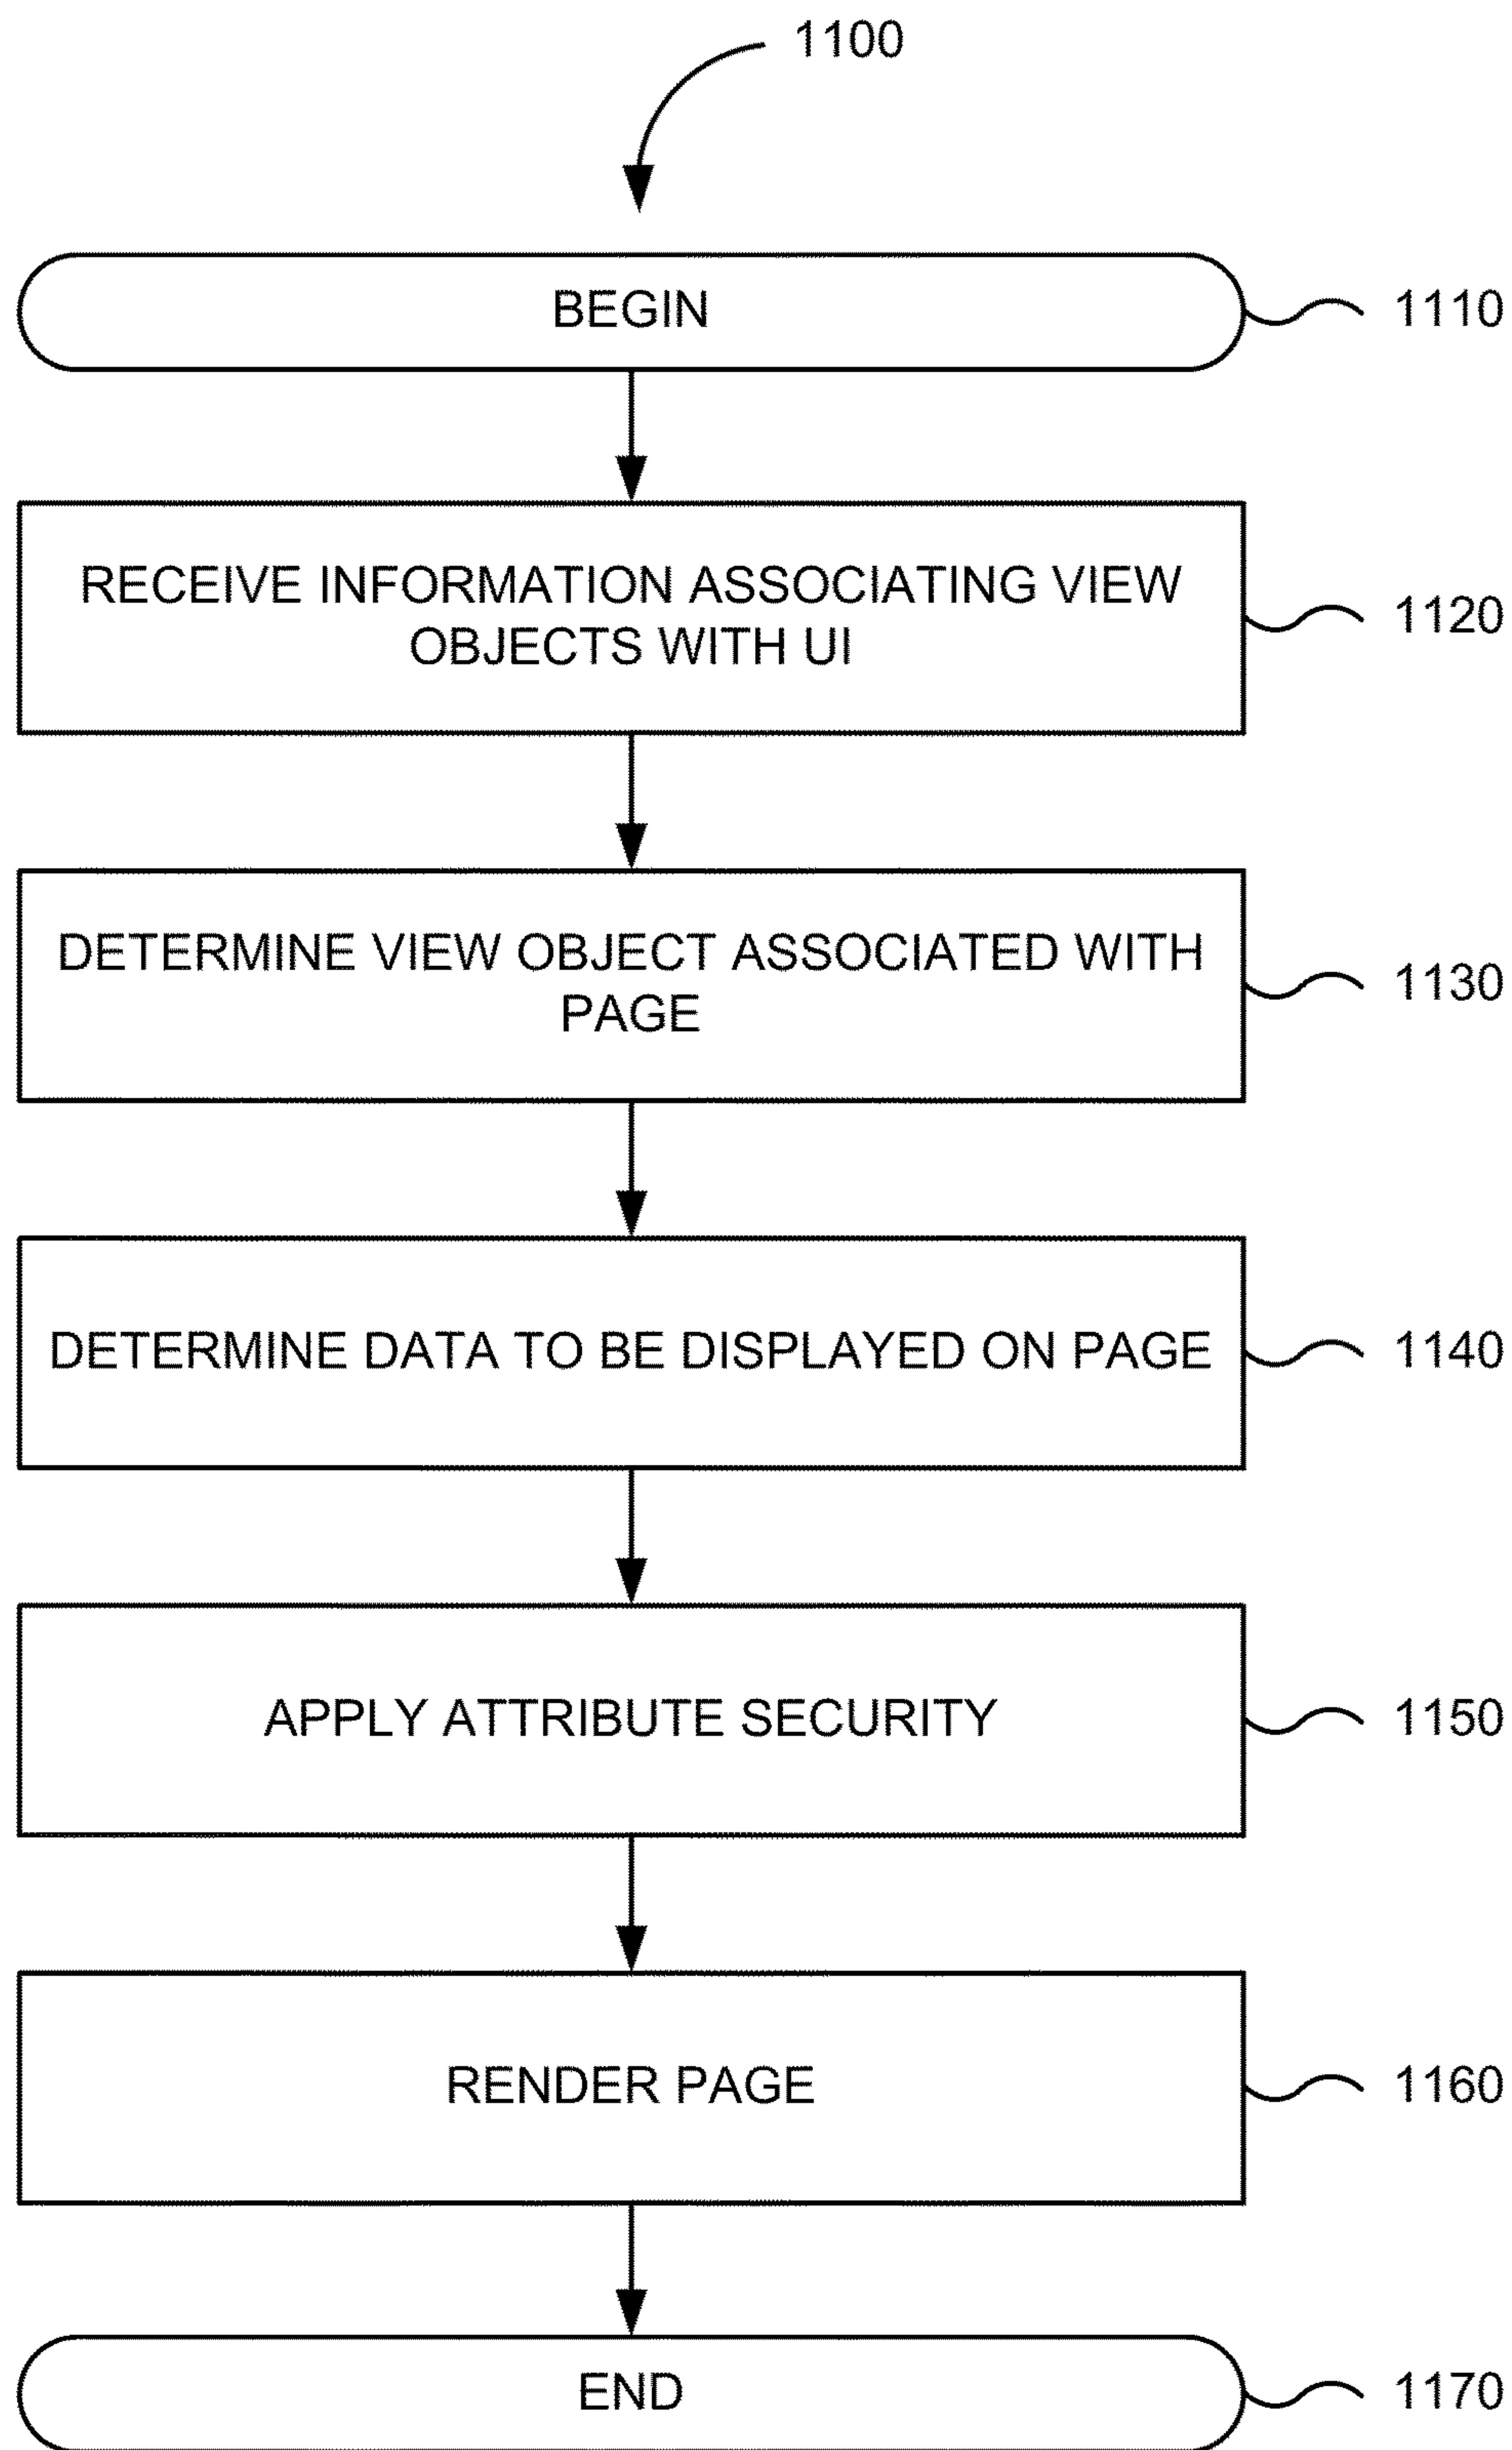 1100
BEGIN
1110
RECEIVE INFORMATION ASSOCIATING VIEW
OBJECTS WITH UI
1120
DETERMINE VIEW OBJECT ASSOCIATED WITH
PAGE
1130
DETERMINE DATA TO BE DISPLAYED ON PAGE
1140
APPLY ATTRIBUTE SECURITY
1150
RENDER PAGE
1160
END
1170